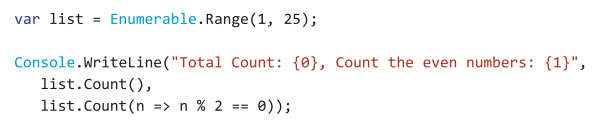 var list = Enumerable.Range(1, 25);
Console.WriteLine("Total Count: {0}, Count the even numbers: {1}",
list.Count(),
list.Count(n => n % 2 == 0));